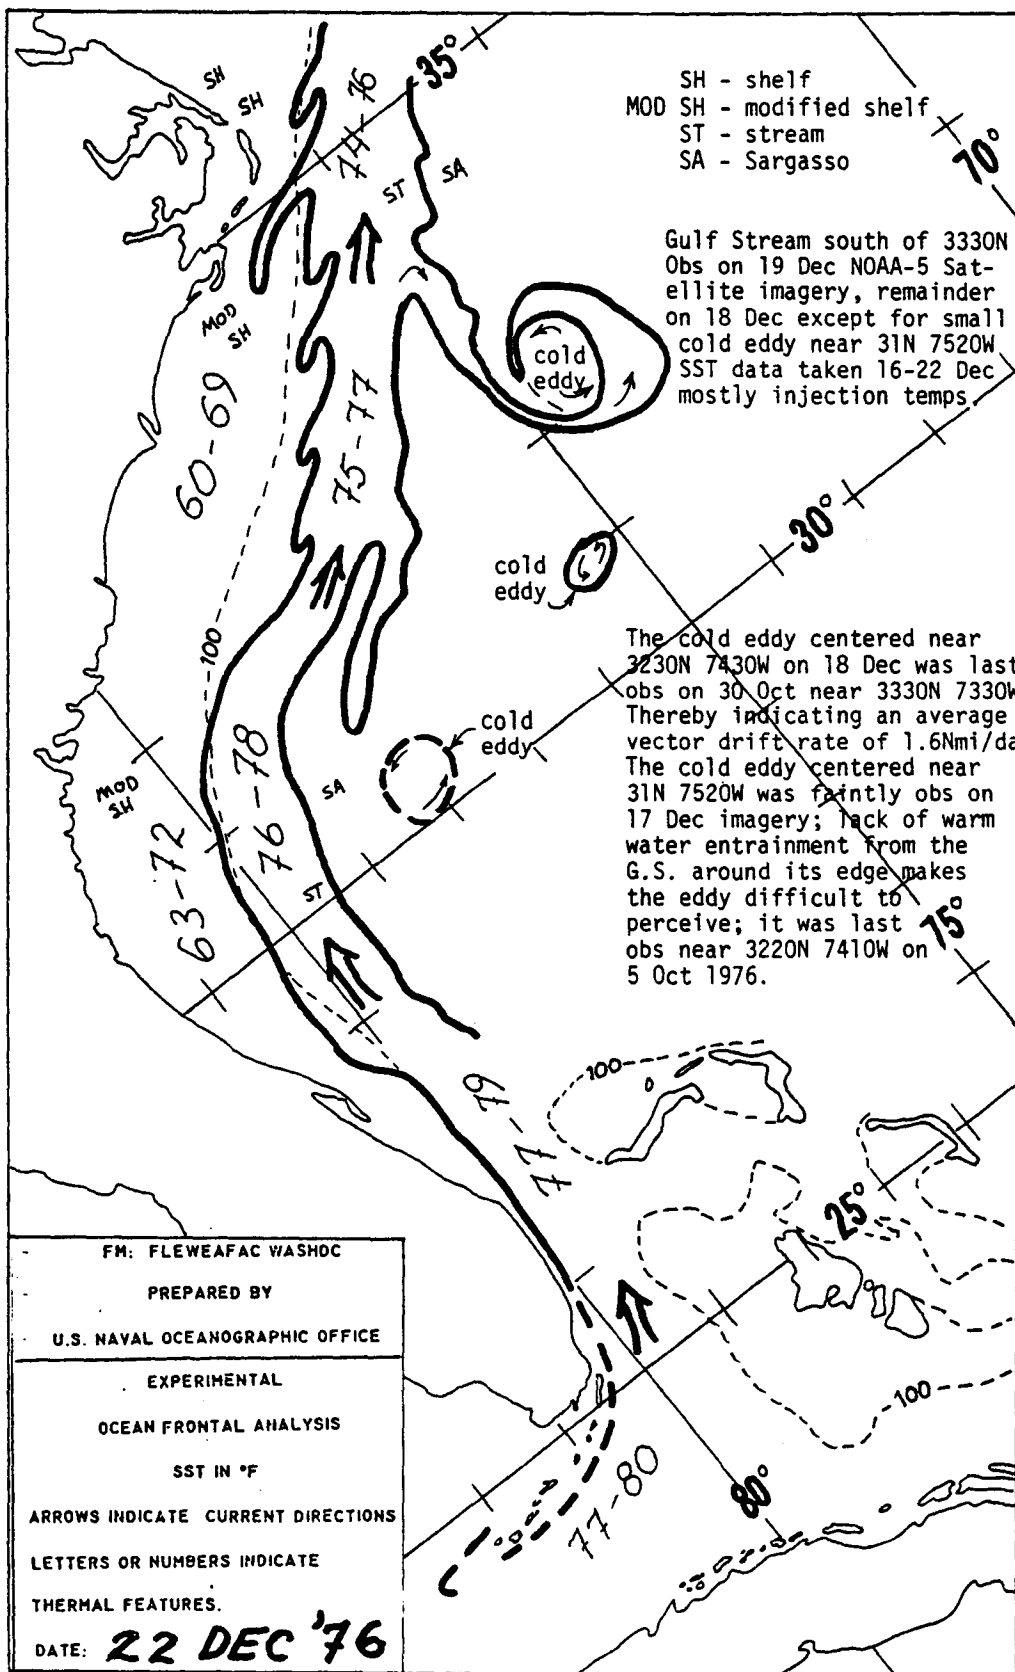 SH
SH
35°
74-76
ST
SA
SH - shelf
MOD SH - modified shelf
ST - stream
SA - Sargasso
70°
Gulf Stream south of 3330N
Obs on 19 Dec NOAA-5 Sat-
ellite imagery, remainder
on 18 Dec except for small
cold eddy near 31N 7520W
SST data taken 16-22 Dec
mostly injection temps.
MOD
SH
cold
eddy
60-69
75-77
30°
cold
eddy
100
The cold eddy centered near
3230N 7430W on 18 Dec was last
obs on 30 Oct near 3330N 7330W
Thereby indicating an average
vector drift rate of 1.6Nmi/da
The cold eddy centered near
31N 7520W was faintly obs on
17 Dec imagery; lack of warm
water entrainment from the
G.S. around its edge makes
the eddy difficult to
perceive; it was last
obs near 3220N 7410W on
5 Oct 1976.
cold
eddy
MOD
SH
SA
76-78
63-72
ST
75°
100
77-79
25°
100
77-80
80°
FM: FLEWEAFAC WASHDC
PREPARED BY
U.S. NAVAL OCEANOGRAPHIC OFFICE
EXPERIMENTAL
OCEAN FRONTAL ANALYSIS
SST IN °F
ARROWS INDICATE CURRENT DIRECTIONS
LETTERS OR NUMBERS INDICATE
THERMAL FEATURES.
DATE: 22 DEC '76